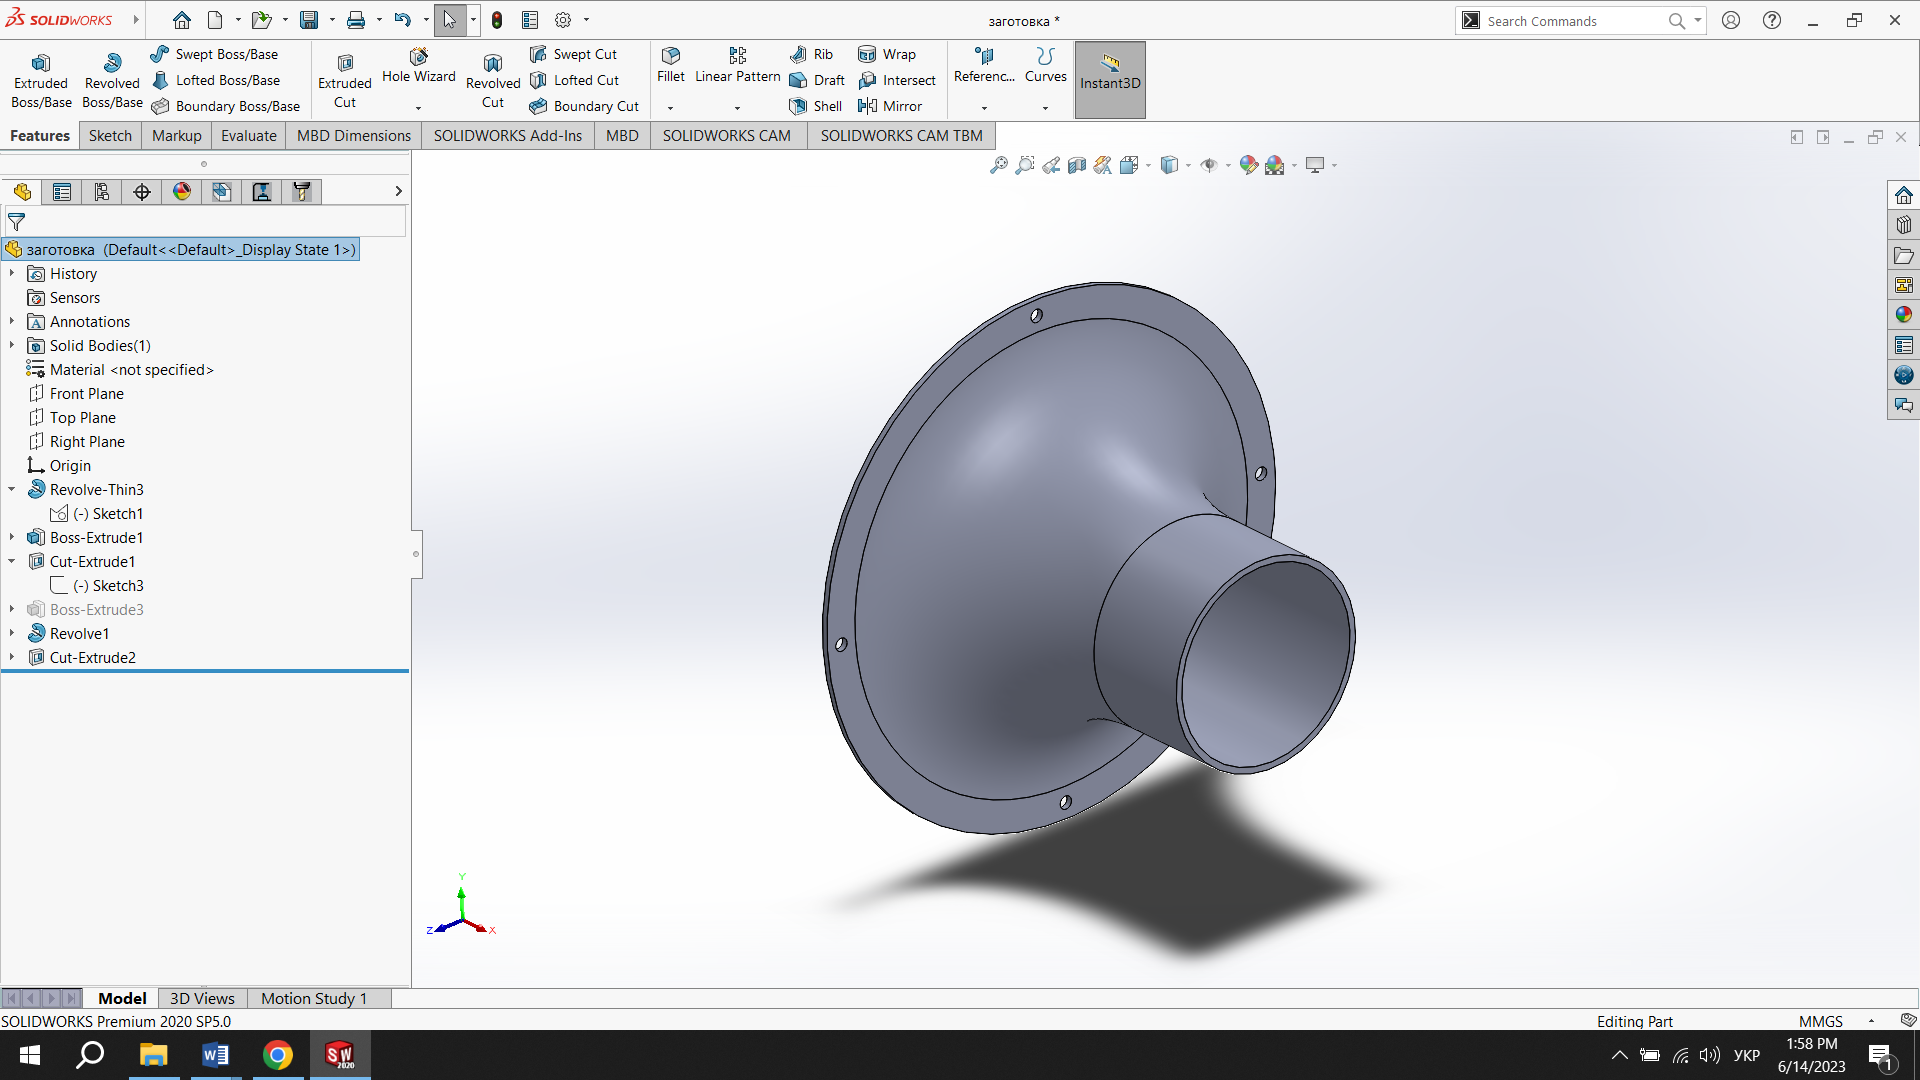 SOLIDWORKS
заготовка *
Search Commands
Extruded Boss/Base
Revolved Boss/Base
Swept Boss/Base
Lofted Boss/Base
Boundary Boss/Base
Extruded Cut
Hole Wizard
Revolved Cut
Swept Cut
Lofted Cut
Boundary Cut
Fillet
Linear Pattern
Rib
Draft
Shell
Wrap
Intersect
Mirror
Referenc...
Curves
Instant3D
Features
Sketch
Markup
Evaluate
MBD Dimensions
SOLIDWORKS Add-Ins
MBD
SOLIDWORKS CAM
SOLIDWORKS CAM TBM
заготовка (Default<<Default>_Display State 1>)
History
Sensors
Annotations
Solid Bodies(1)
Material <not specified>
Front Plane
Top Plane
Right Plane
Origin
Revolve-Thin3
(-) Sketch1
Boss-Extrude1
Cut-Extrude1
(-) Sketch3
Boss-Extrude3
Revolve1
Cut-Extrude2
Y
Z
X
Model
3D Views
Motion Study 1
SOLIDWORKS Premium 2020 SP5.0
Editing Part
MMGS
SW 2020
УКР
1:58 PM
6/14/2023
1